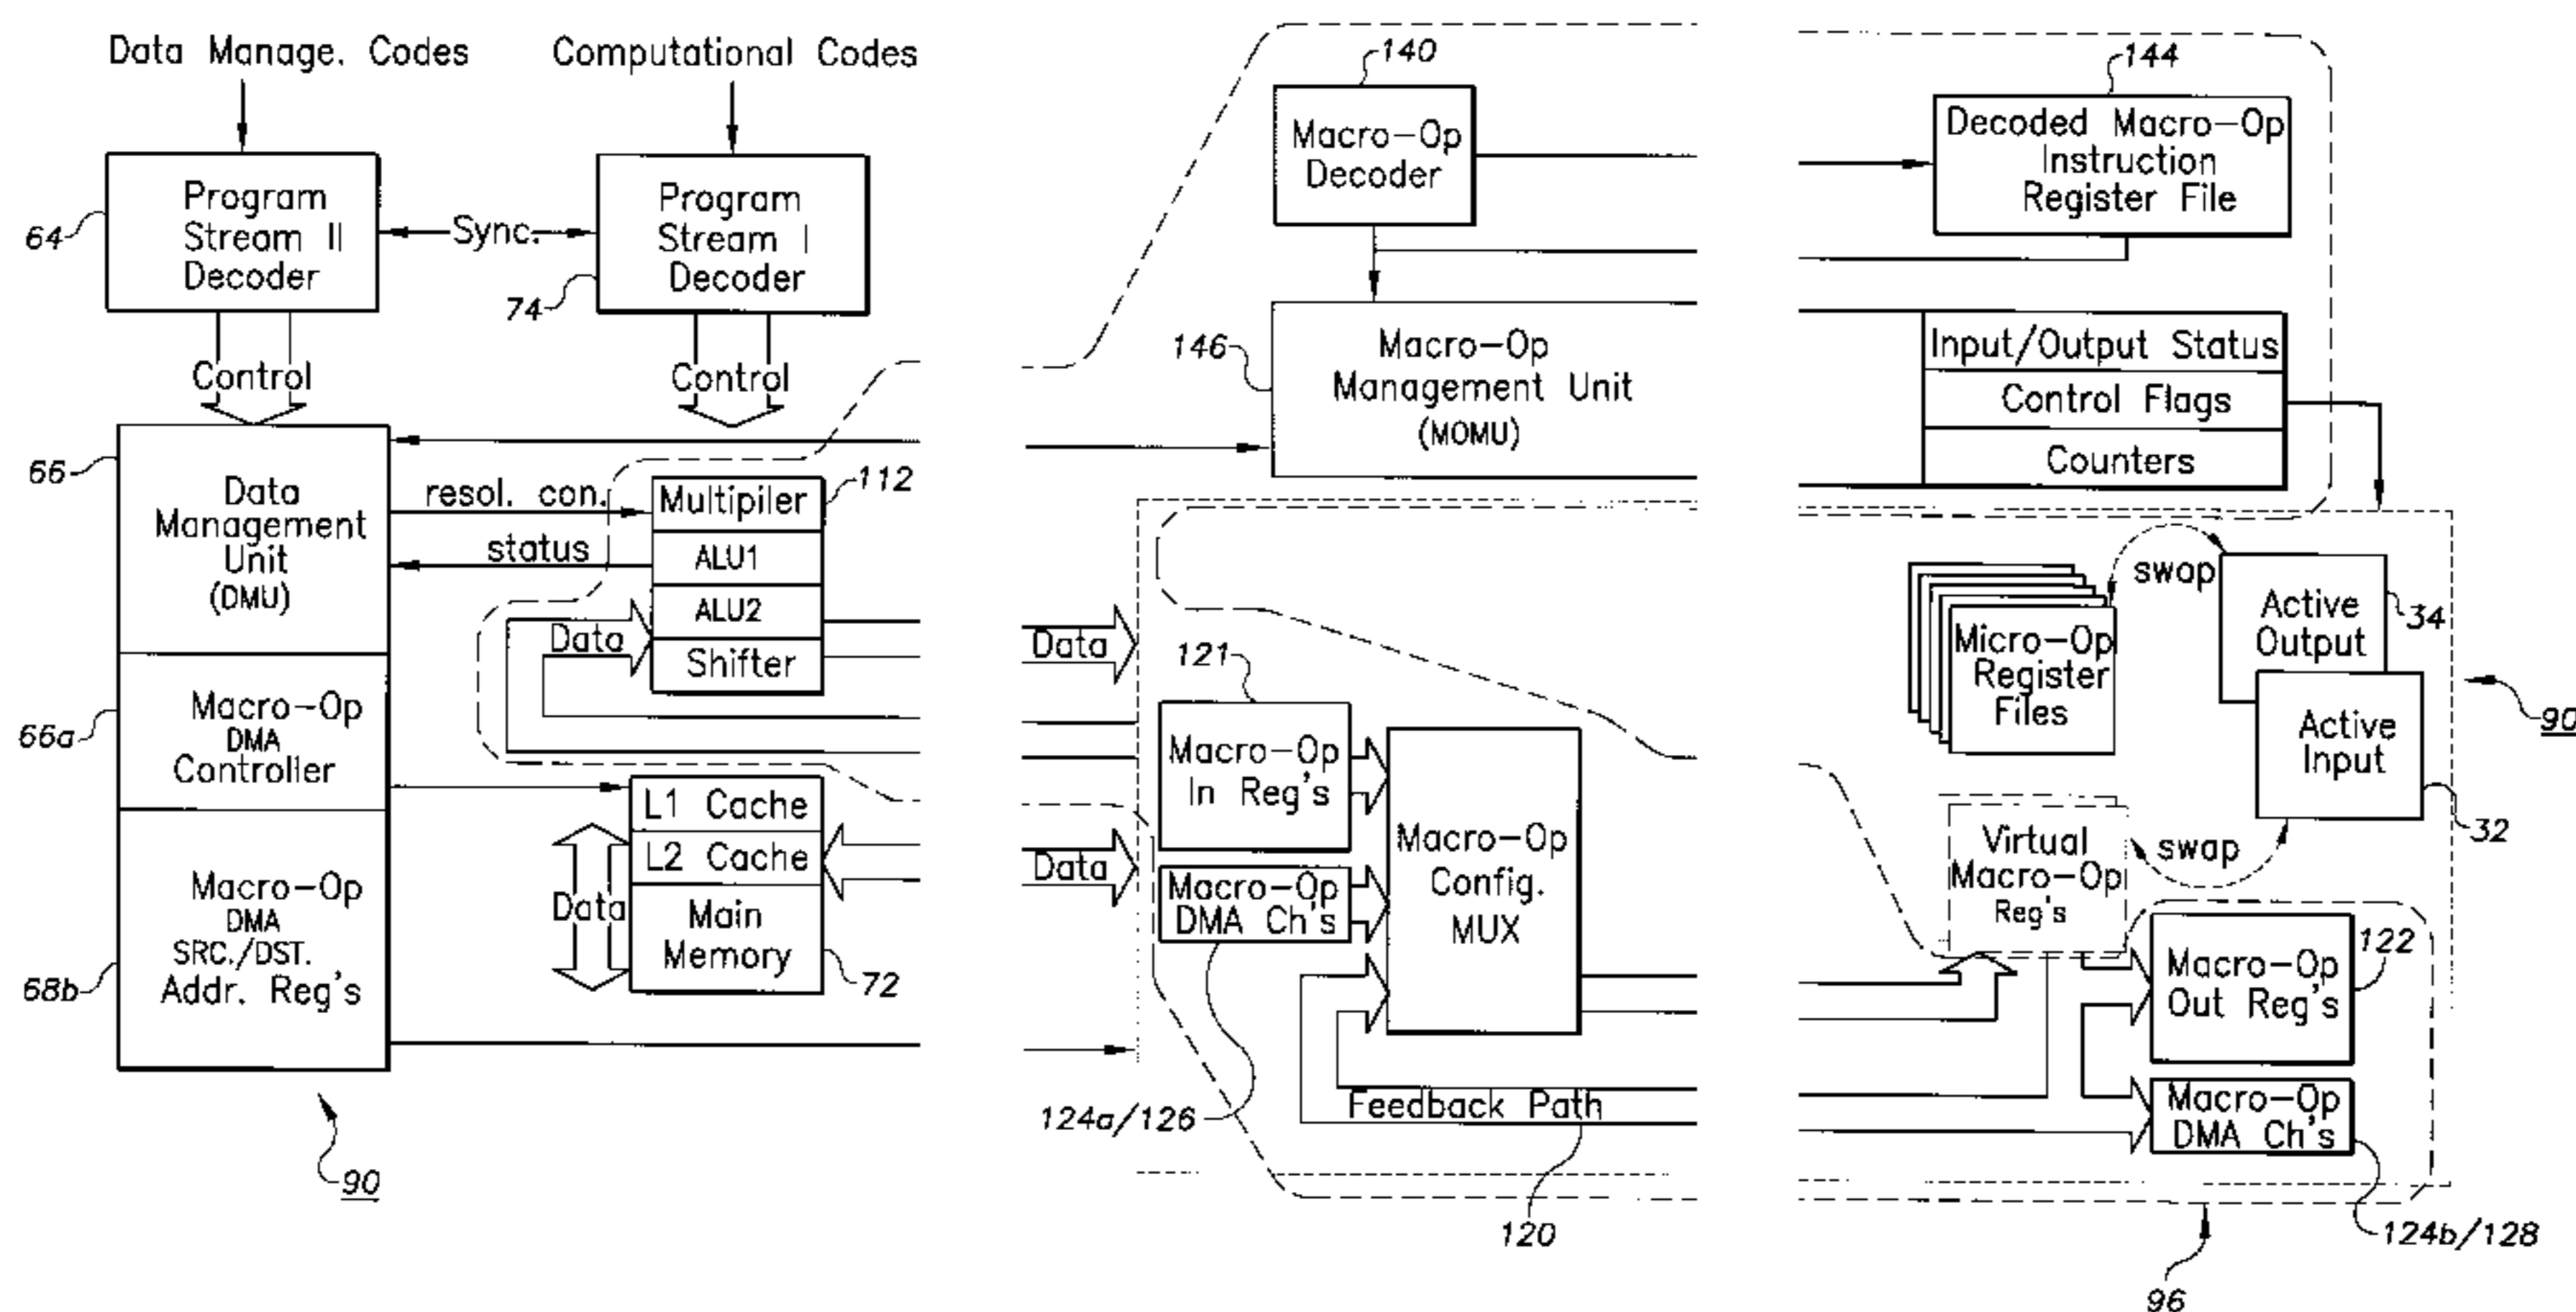 Data Manage. Codes
Computational Codes
Program
Stream II
Decoder
64
Sync.
Program
Stream I
Decoder
74
Control
Control
66
Data
Management
Unit
(DMU)
resol. con.
status
Multipiler
112
ALU1
ALU2
Shifter
Data
66a
Macro-Op
DMA
Controller
68b
Macro-Op
DMA
SRC./DST.
Addr. Reg's
L1 Cache
L2 Cache
Main
Memory
72
Data
90
140
Macro-Op
Decoder
146
Macro-Op
Management Unit
(MOMU)
Data
Data
121
Macro-Op
In Reg's
Macro-Op
DMA Ch's
Macro-Op
Config.
MUX
124a/126
Feedback Path
120
144
Decoded Macro-Op
Instruction
Register File
Input/Output Status
Control Flags
Counters
swap
Micro-Op
Register
Files
Active
Output
34
Active
Input
32
90
Virtual
Macro-Op
Reg's
swap
122
Macro-Op
Out Reg's
Macro-Op
DMA Ch's
124b/128
96